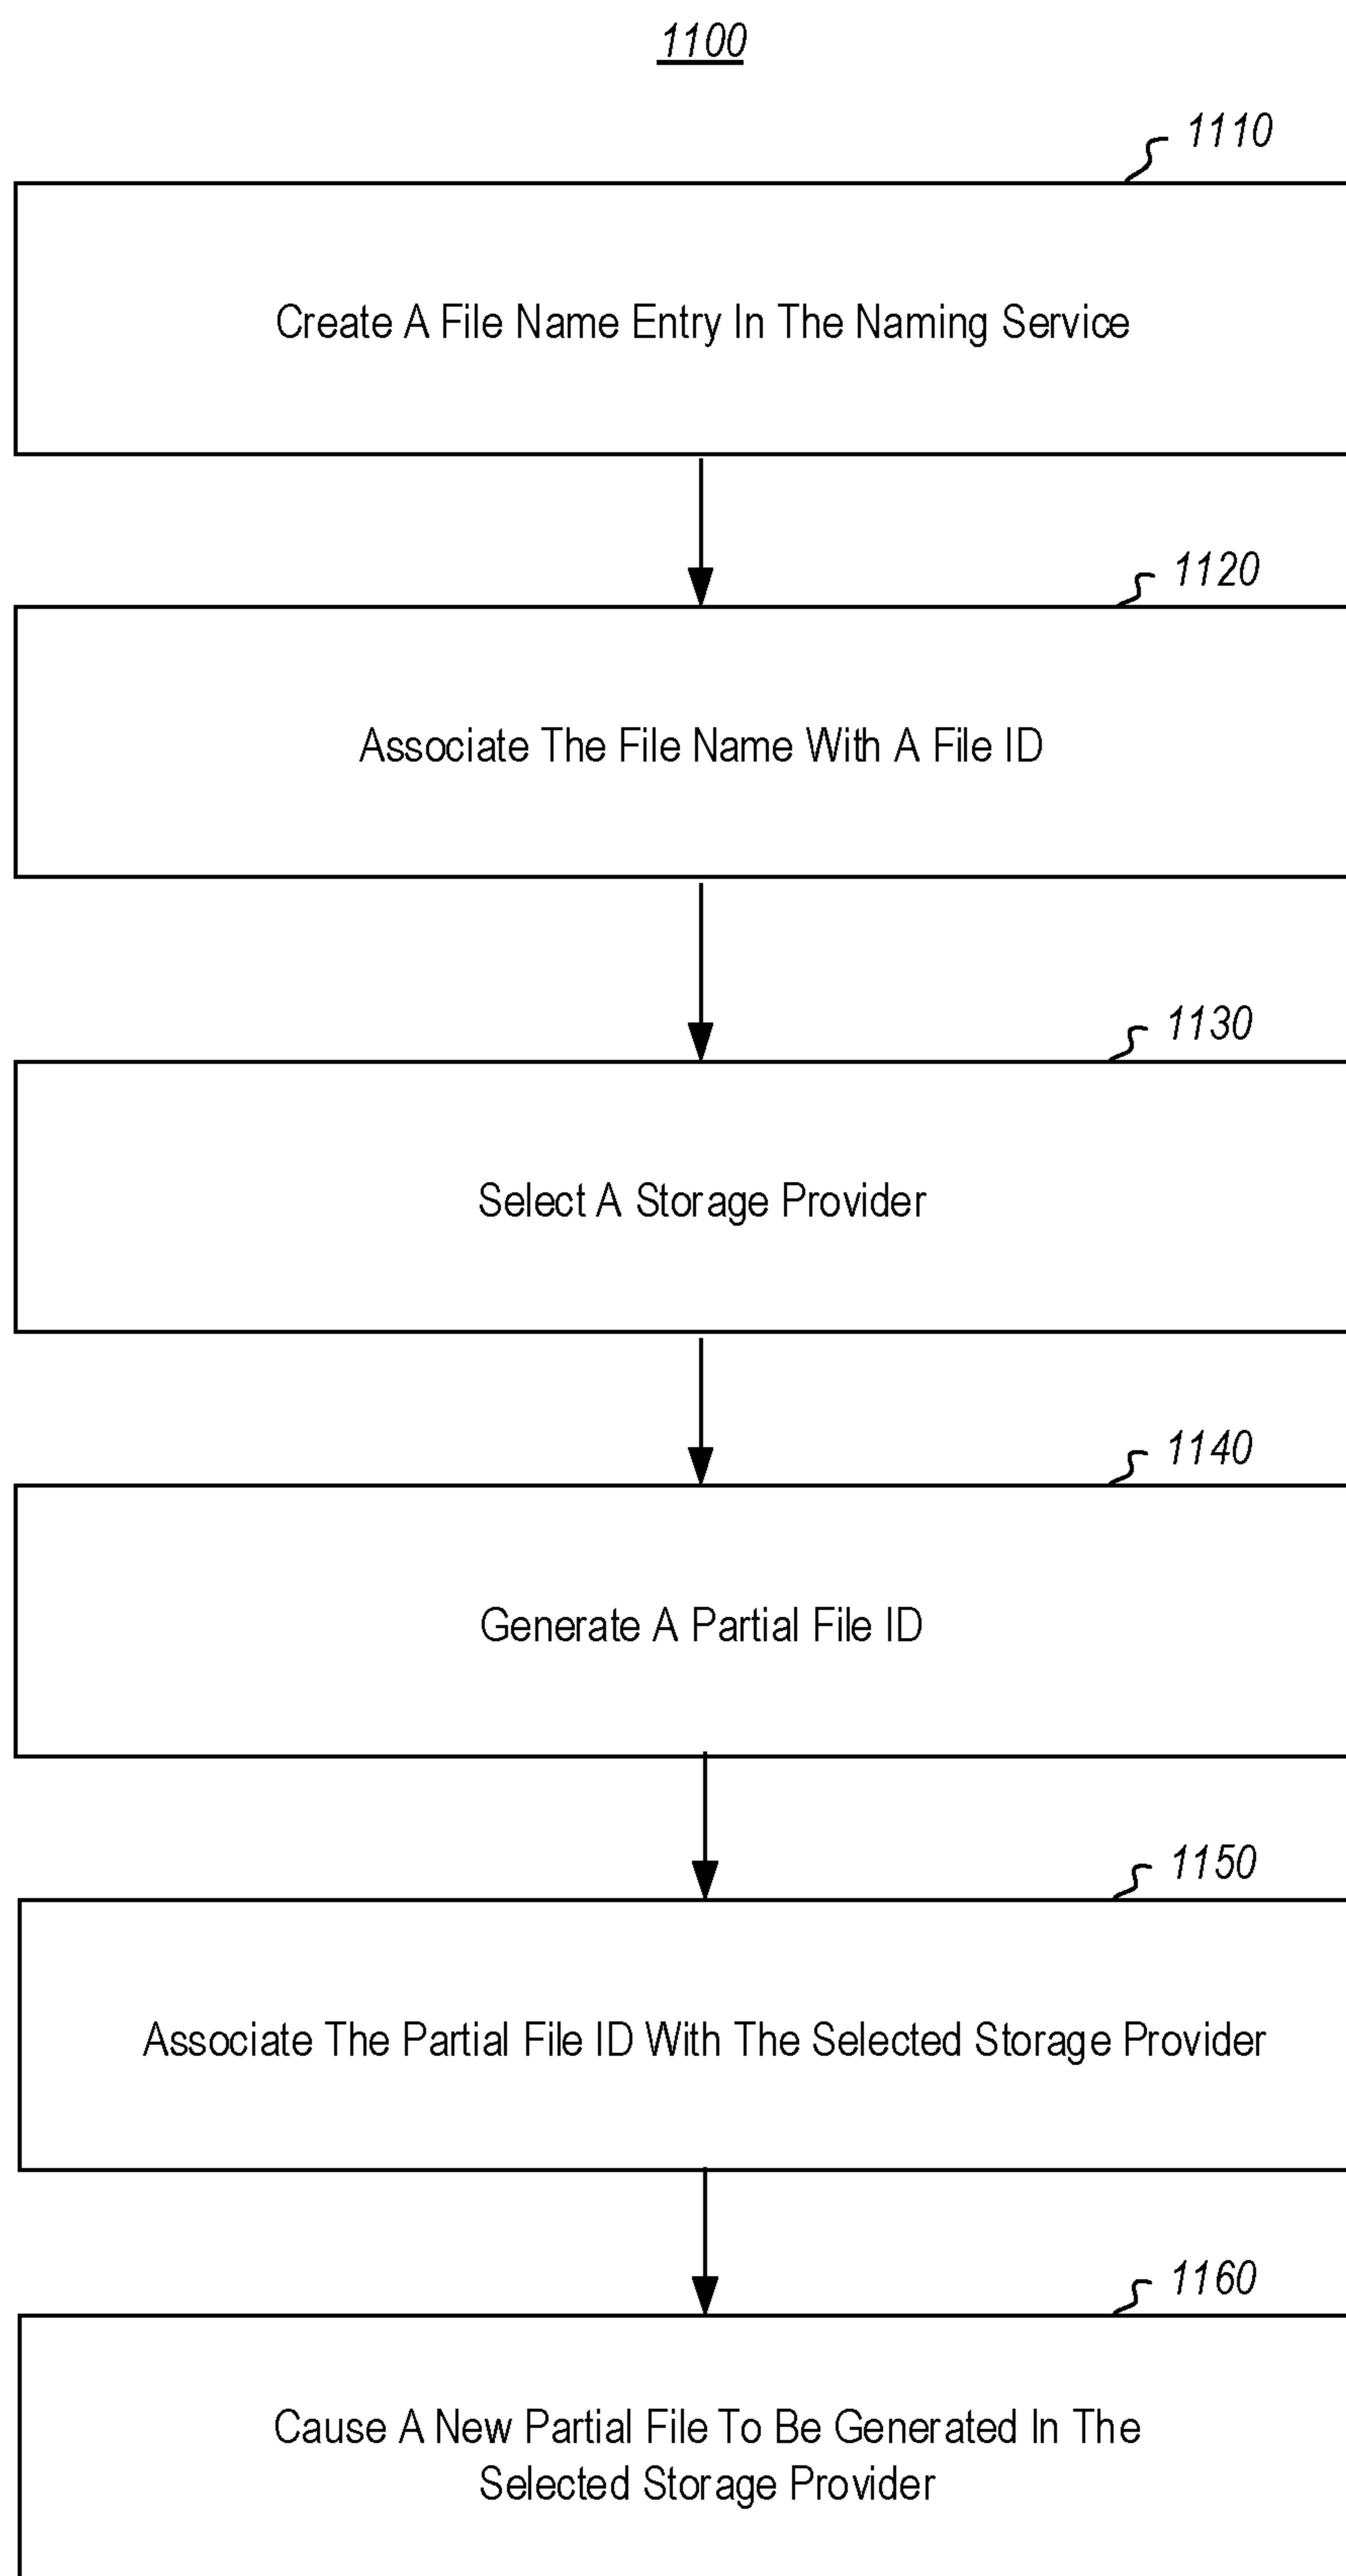 1100
1110
Create A File Name Entry In The Naming Service
1120
Associate The File Name With A File ID
1130
Select A Storage Provider
1140
Generate A Partial File ID
1150
Associate The Partial File ID With The Selected Storage Provider
1160
Cause A New Partial File To Be Generated In The
Selected Storage Provider